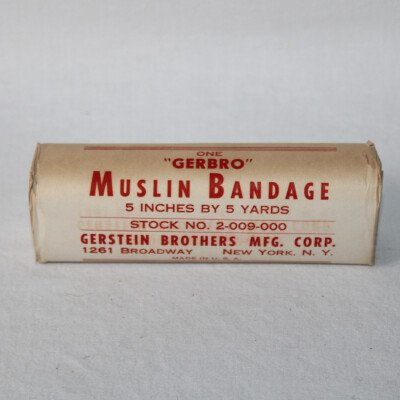 ONE
"GERBRO"
MUSLIN BANDAGE
5 INCHES BY 5 YARDS
STOCK NO. 2-009-000
GERSTEIN BROTHERS MFG. CORP.
1261 BROADWAY NEW YORK, N. Y.
MADE IN U. S. A.